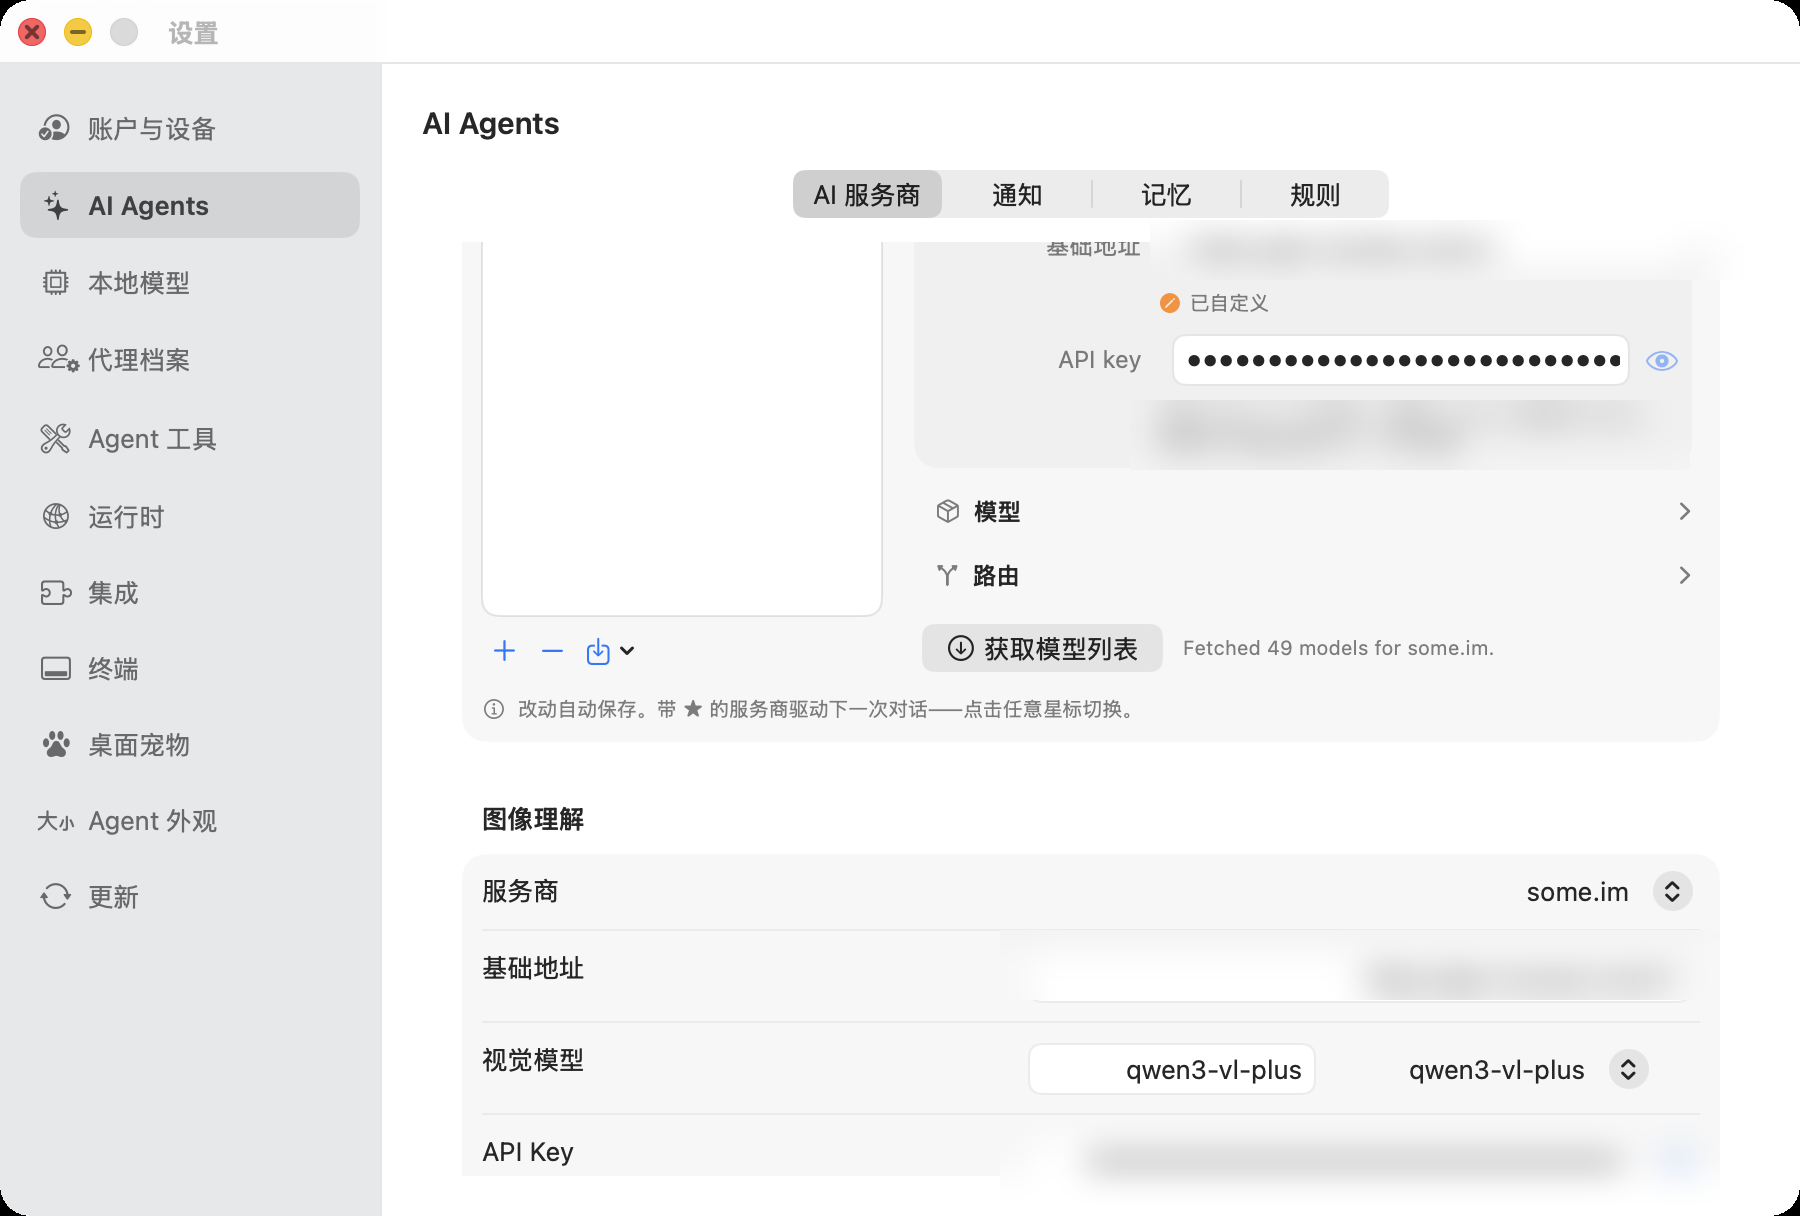 设置
账户与设备
AI Agents
本地模型
代理档案
Agent 工具
运行时
集成
终端
桌面宠物
大小 Agent 外观
更新
AI Agents
AI 服务商
通知
记忆
规则
基础地址
已自定义
API key
模型
路由
获取模型列表
Fetched 49 models for some.im.
改动自动保存。带 ★ 的服务商驱动下一次对话——点击任意星标切换。
图像理解
服务商
some.im
基础地址
视觉模型
qwen3-vl-plus
qwen3-vl-plus
API Key